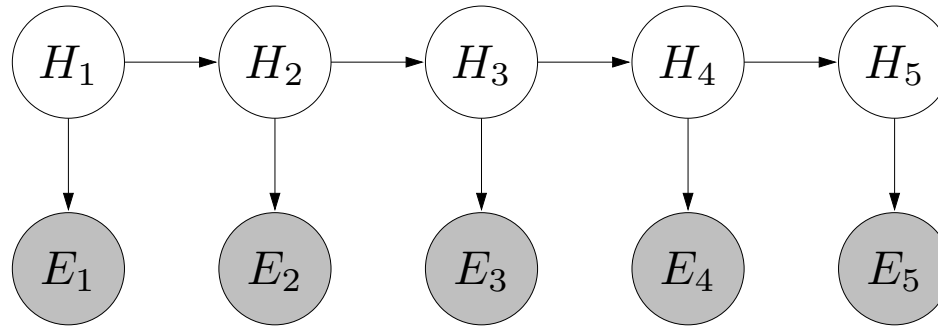 H₁ H₂ H₃ H₄ H₅
E₁ E₂ E₃ E₄ E₅